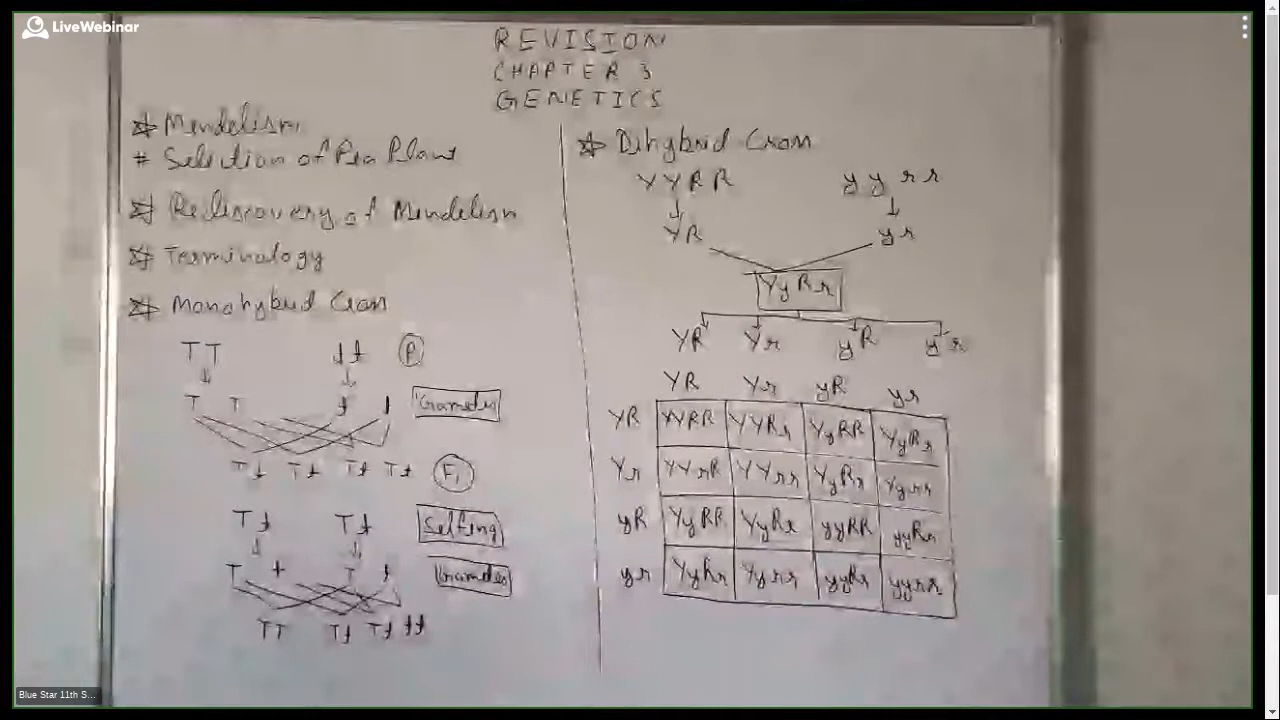 LiveWebinar
REVISION
CHAPTER 3
GENETICS
Mendelism
# Selection of Pea Plant
Rediscovery of Mendelism
Terminology
Monohybrid Cross
TT tt P
T T t t Gametes
Tt Tt Tt Tt F1
Tt Tt Selfing
T t T t Gametes
TT Tt Tt tt
Dihybrid Cross
YYRR yyrr
YR yr
YyRr
YR Yr yR yr
YR Yr yR yr
YR YYRR YYRr YyRR YyRr
Yr YYrR YYrr YyRr Yyrr
yR YyRR YyRr yyRR yyRr
yr YyRr Yyrr yyRr yyrr
Blue Star 11th S...